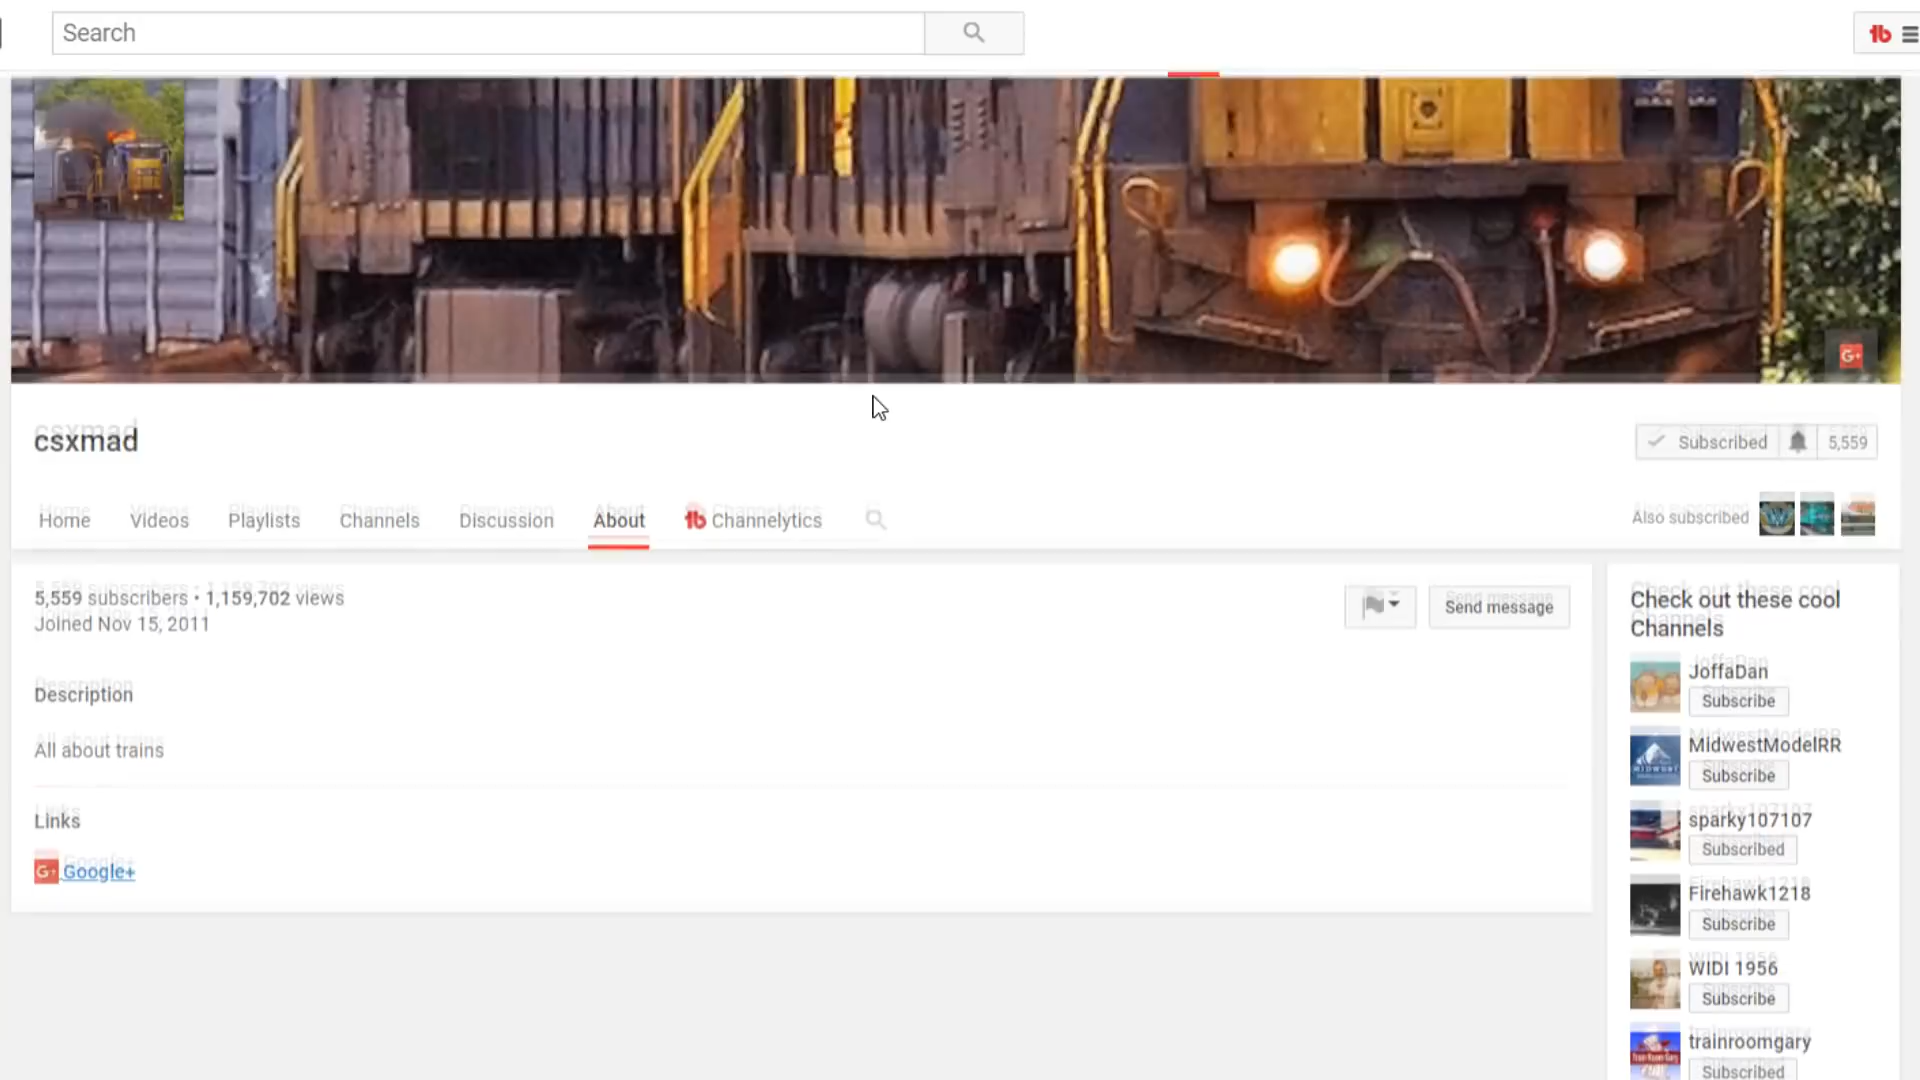 Search
csxmad
Subscribed 5,559
Home Videos Playlists Channels Discussion About Channelytics
Also subscribed
5,559 subscribers • 1,159,702 views
Joined Nov 15, 2011
Send message
Description
All about trains
Links
Google+
Check out these cool
Channels
JoffaDan
Subscribe
MidwestModelRR
Subscribe
sparky107107
Subscribed
Firehawk1218
Subscribe
WIDI 1956
Subscribe
trainroomgary
Subscribed